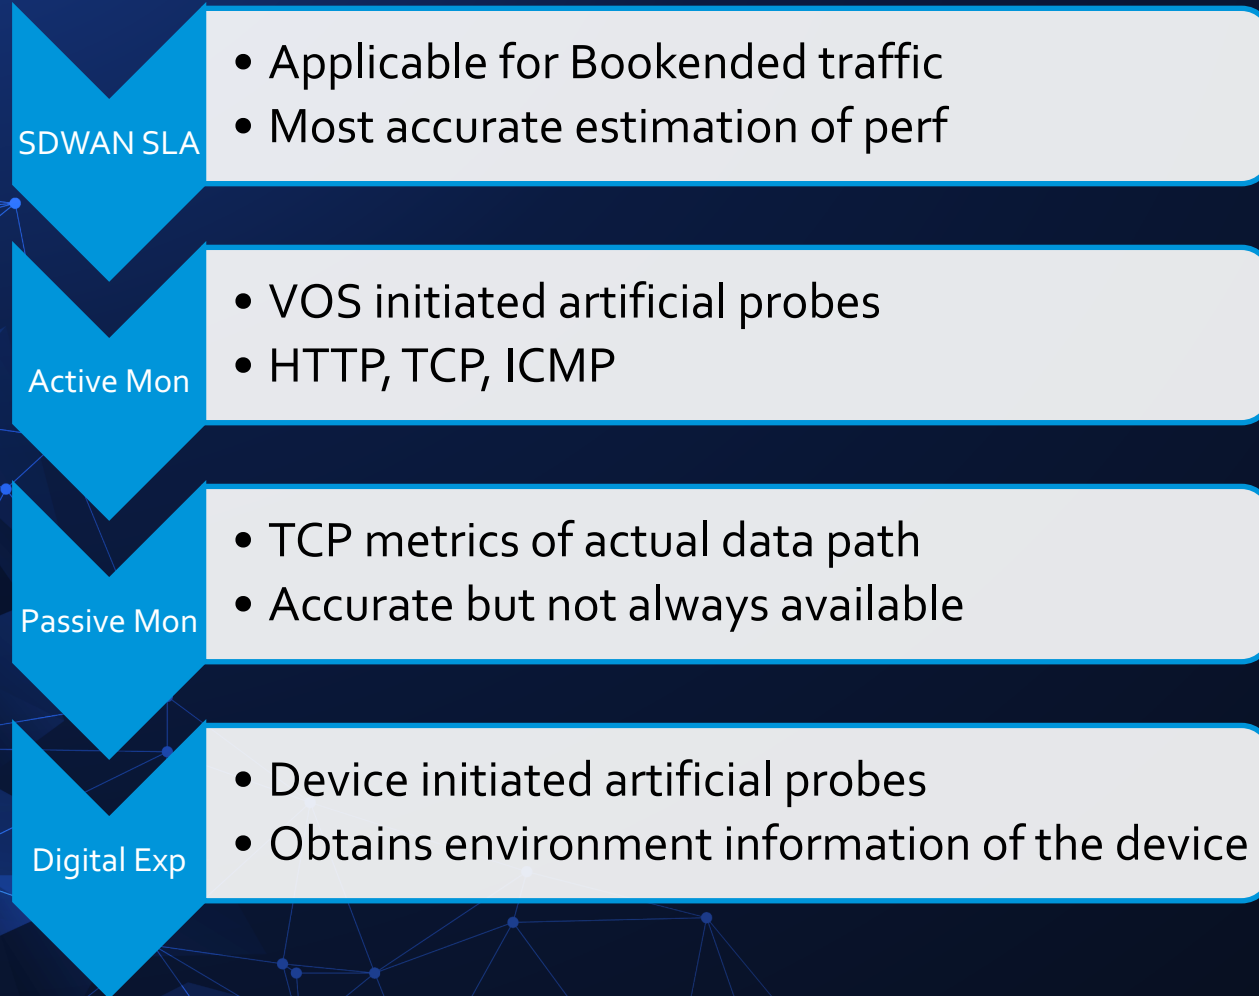 SDWAN SLA
• Applicable for Bookended traffic
• Most accurate estimation of perf
Active Mon
• VOS initiated artificial probes
• HTTP, TCP, ICMP
Passive Mon
• TCP metrics of actual data path
• Accurate but not always available
Digital Exp
• Device initiated artificial probes
• Obtains environment information of the device